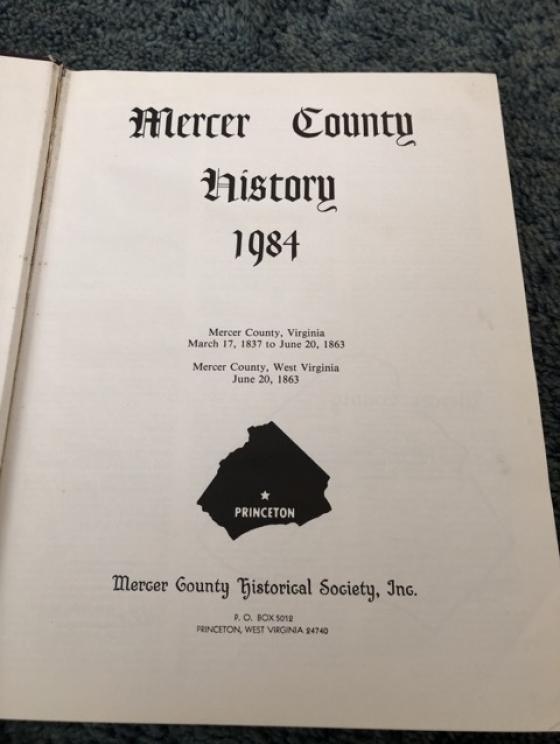 Mercer County
History
1984
Mercer County, Virginia
March 17, 1837 to June 20, 1863
Mercer County, West Virginia
June 20, 1863
PRINCETON
Mercer County Historical Society, Inc.
P. O. BOX 5012
PRINCETON, WEST VIRGINIA 24740